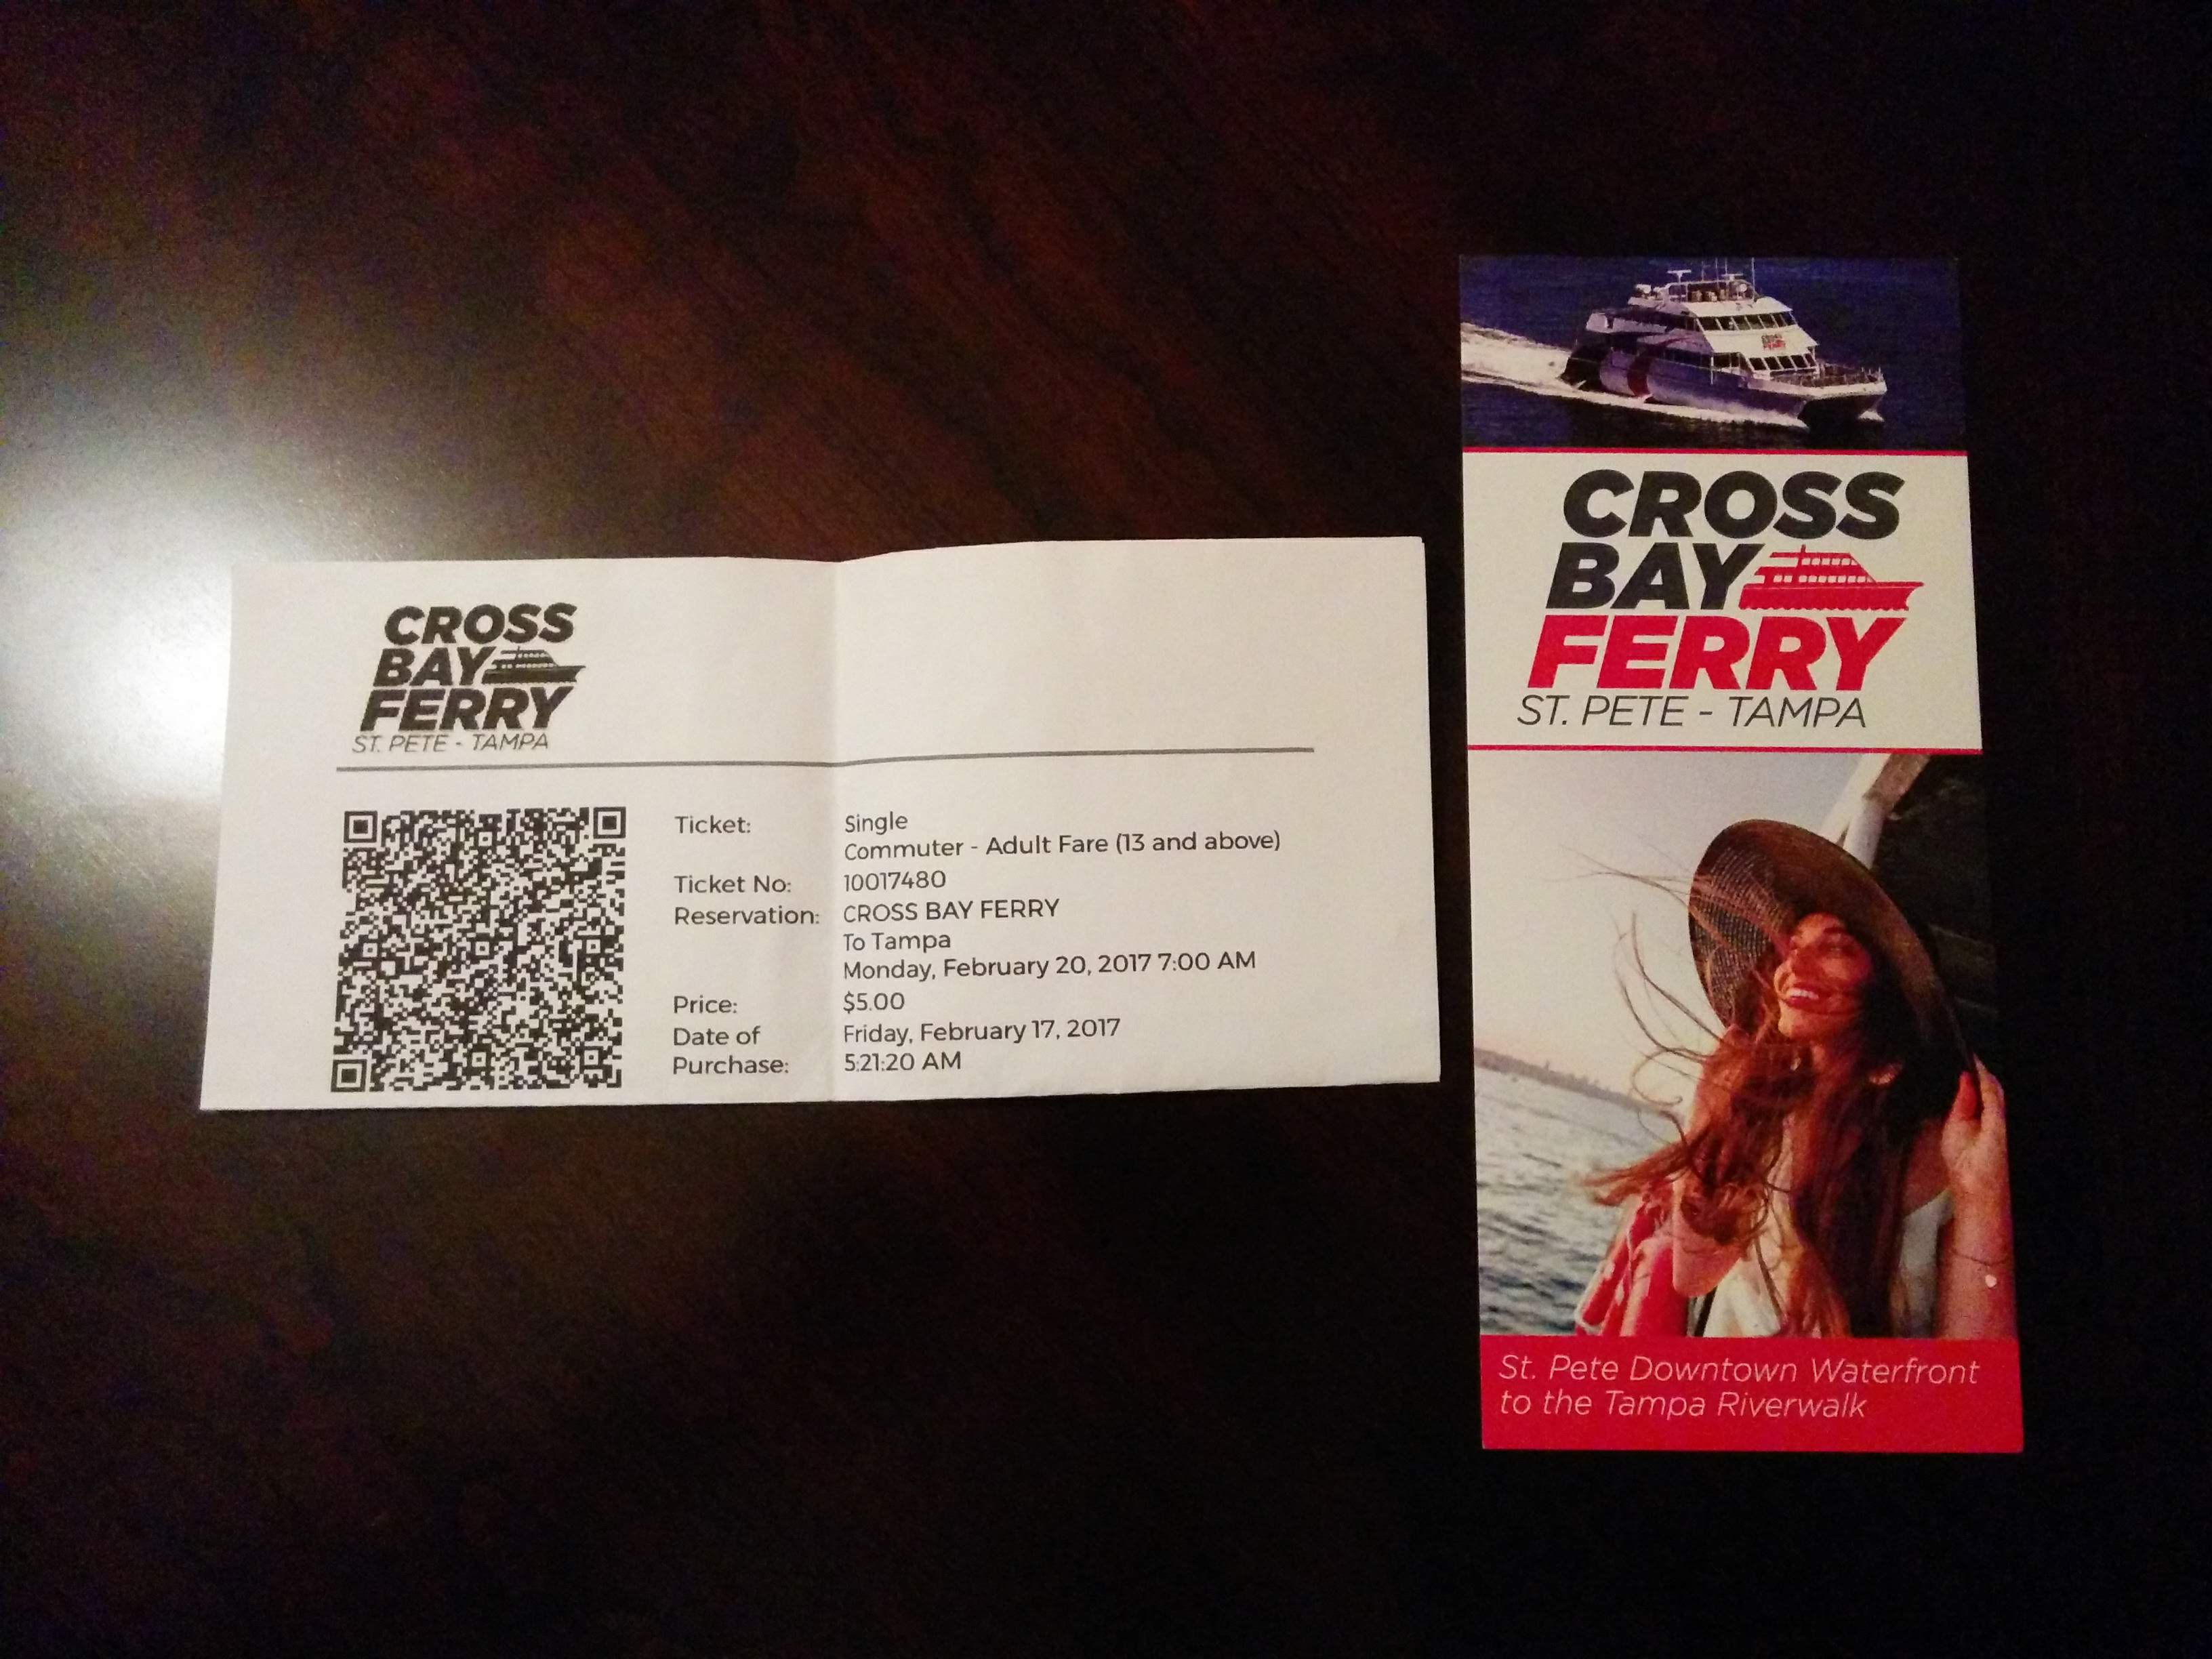 CROSS
BAY
FERRY
ST. PETE - TAMPA
Ticket: Single
Commuter - Adult Fare (13 and above)
Ticket No: 10017480
Reservation: CROSS BAY FERRY
To Tampa
Monday, February 20, 2017 7:00 AM
Price: $5.00
Date of Friday, February 17, 2017
Purchase: 5:21:20 AM
CROSS
BAY
FERRY
CROSS
BAY
FERRY
ST. PETE - TAMPA
St. Pete Downtown Waterfront
to the Tampa Riverwalk